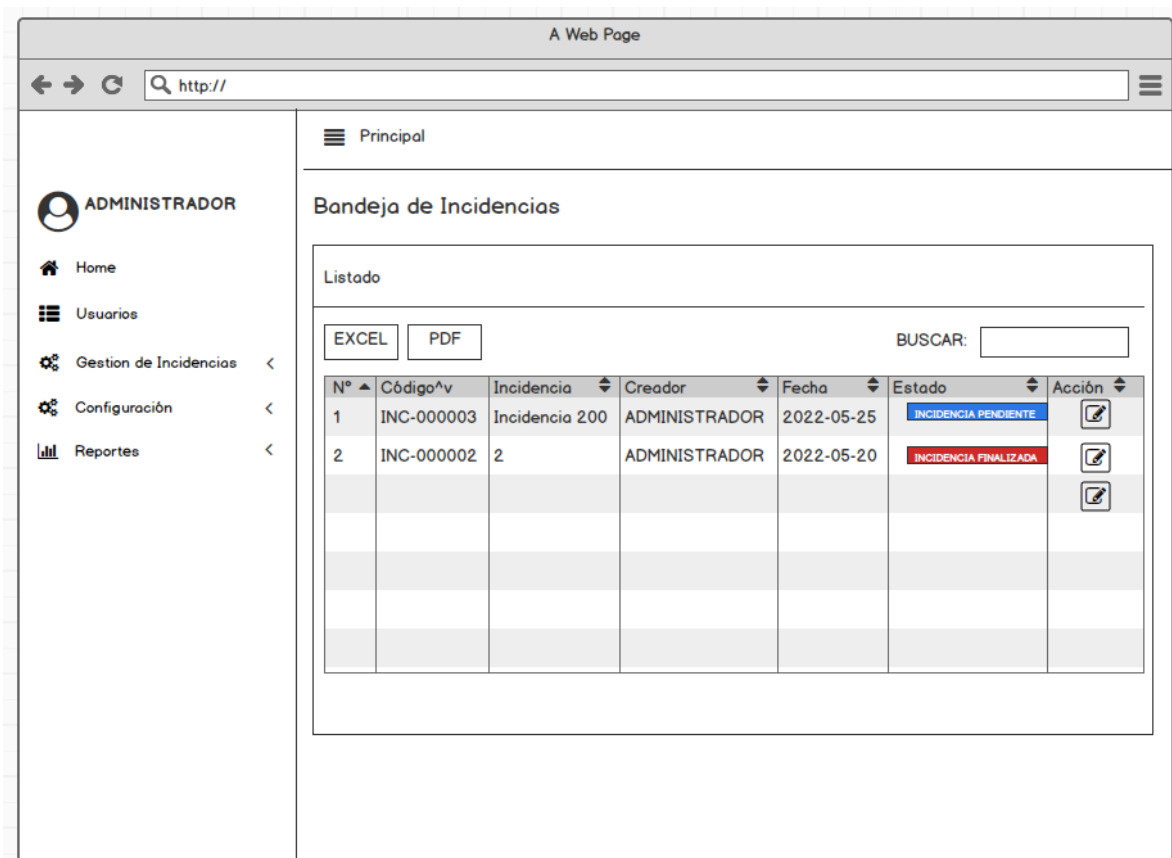 A Web Page
http://
Principal
ADMINISTRADOR
Home
Usuarios
Gestion de Incidencias
Configuración
Reportes
Bandeja de Incidencias
Listado
EXCEL PDF BUSCAR:
N° Código^v Incidencia Creador Fecha Estado Acción
1 INC-000003 Incidencia 200 ADMINISTRADOR 2022-05-25 INCIDENCIA PENDIENTE
2 INC-000002 2 ADMINISTRADOR 2022-05-20 INCIDENCIA FINALIZADA